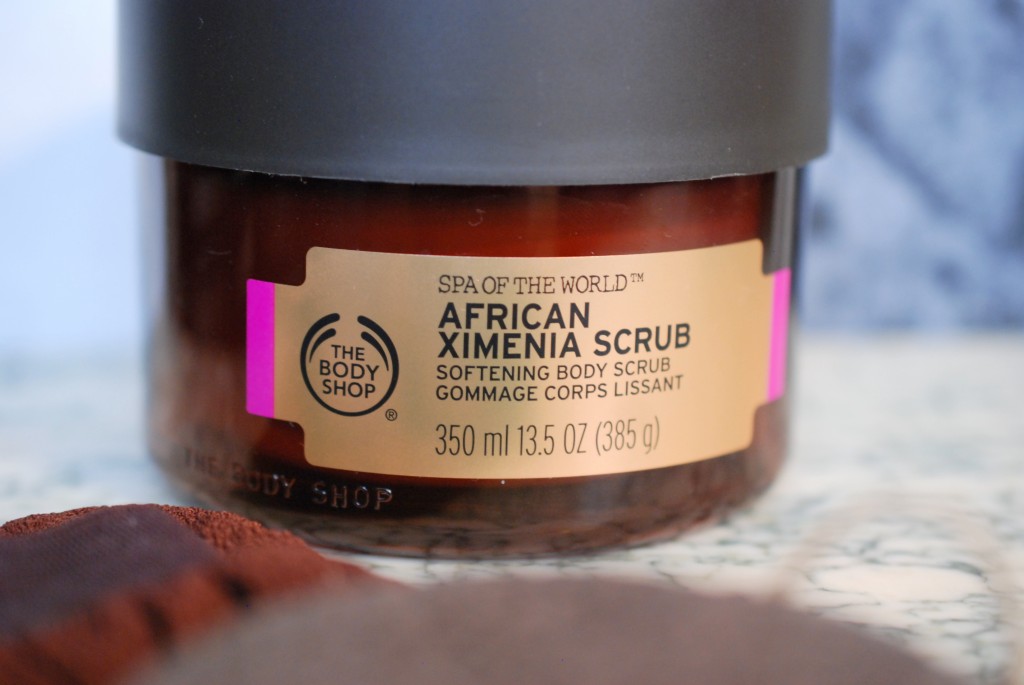 SPA OF THE WORLD™
AFRICAN
XIMENIA SCRUB
SOFTENING BODY SCRUB
GOMMAGE CORPS LISSANT
350 ml 13.5 OZ (385 g)
THE
BODY
SHOP
®
THE BODY SHOP